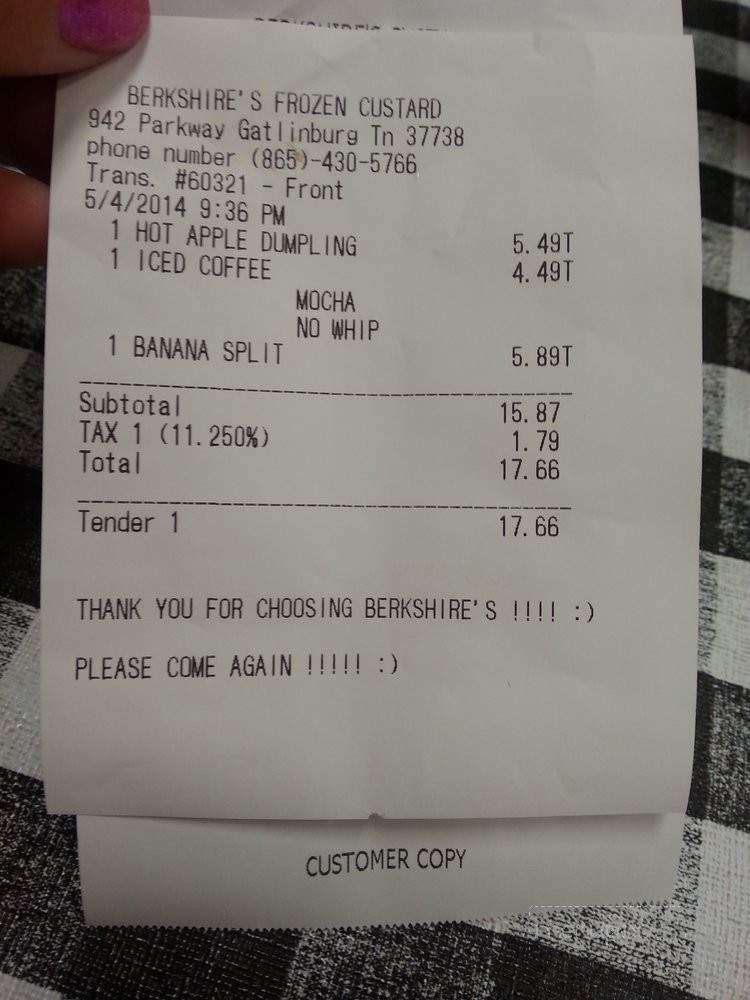 BERKSHIRE'S FROZEN CUSTARD
942 Parkway Gatlinburg Tn 37738
phone number (865)-430-5766
Trans. #60321 - Front
5/4/2014 9:36 PM
1 HOT APPLE DUMPLING 5.49T
1 ICED COFFEE 4.49T
MOCHA
NO WHIP
1 BANANA SPLIT 5.89T
Subtotal 15.87
TAX 1 (11.250%) 1.79
Total 17.66
Tender 1 17.66
THANK YOU FOR CHOOSING BERKSHIRE'S !!!! :)
PLEASE COME AGAIN !!!!! :)
CUSTOMER COPY